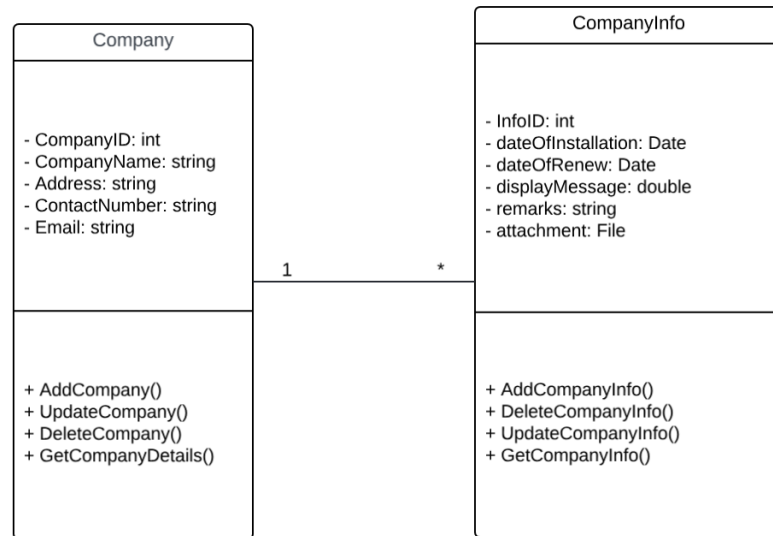 Company
- CompanyID: int
- CompanyName: string
- Address: string
- ContactNumber: string
- Email: string
+ AddCompany()
+ UpdateCompany()
+ DeleteCompany()
+ GetCompanyDetails()
1
*
CompanyInfo
- InfoID: int
- dateOfInstallation: Date
- dateOfRenew: Date
- displayMessage: double
- remarks: string
- attachment: File
+ AddCompanyInfo()
+ DeleteCompanyInfo()
+ UpdateCompanyInfo()
+ GetCompanyInfo()